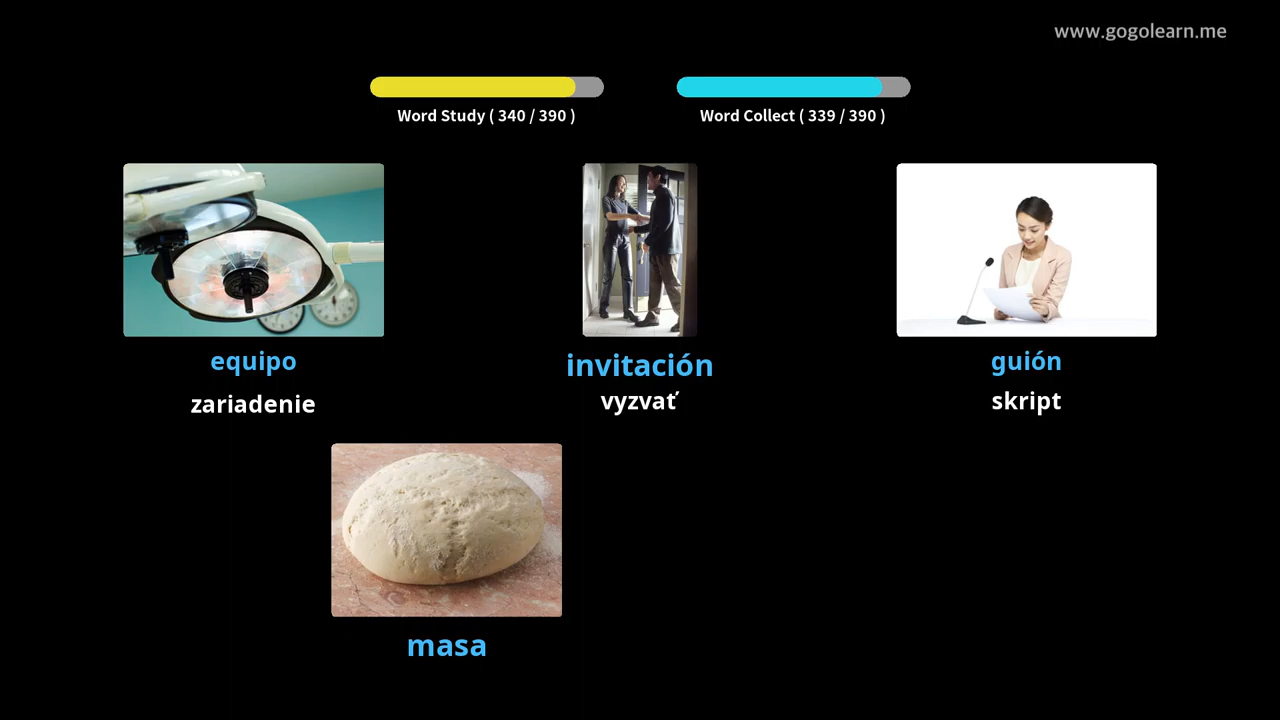 www.gogolearn.me
Word Study ( 340 / 390 )
Word Collect ( 339 / 390 )
equipo
invitación
guión
zariadenie
vyzvať
skript
masa